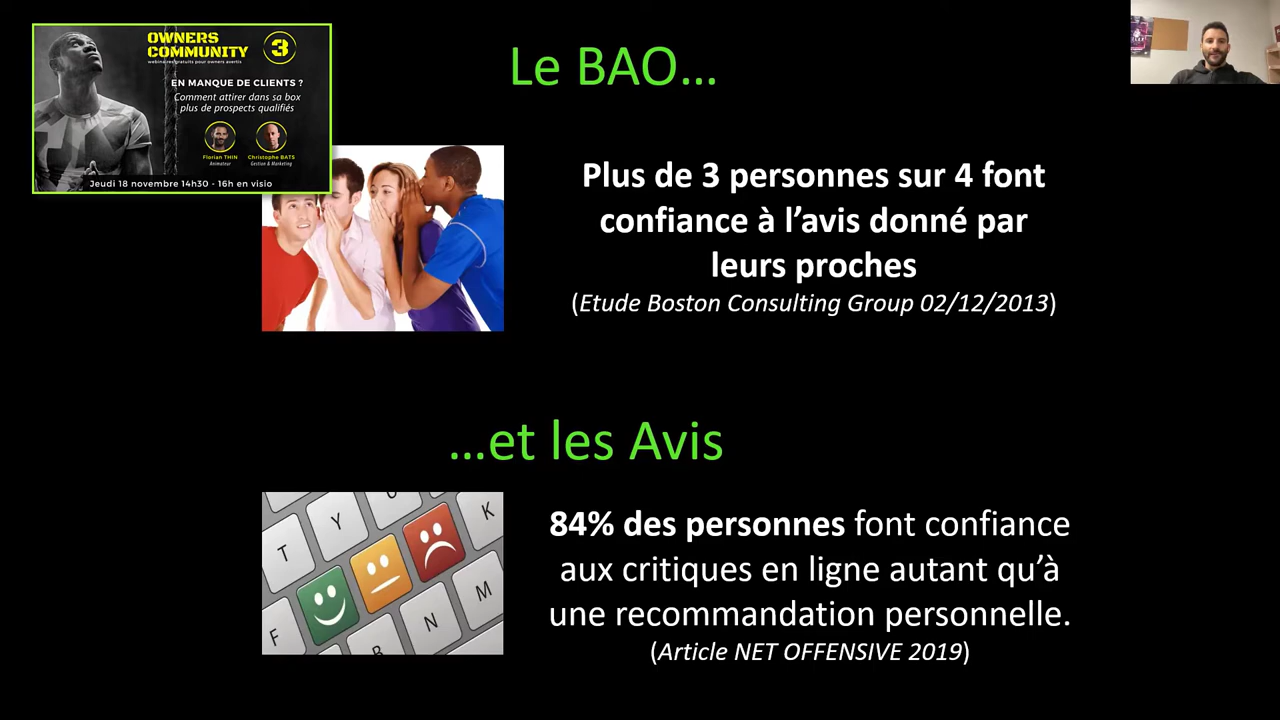 OWNERS
COMMUNITY
3
webinaires gratuits pour owners avertis
EN MANQUE DE CLIENTS ?
Comment attirer dans sa box
plus de prospects qualifiés
Florian THIN
Animateur
Christophe BATS
Gestion & Marketing
Jeudi 18 novembre 14h30 - 16h en visio
Le BAO…
Plus de 3 personnes sur 4 font
confiance à l’avis donné par
leurs proches
(Etude Boston Consulting Group 02/12/2013)
…et les Avis
T
Y
U
K
F
B
N
M
84% des personnes font confiance
aux critiques en ligne autant qu’à
une recommandation personnelle.
(Article NET OFFENSIVE 2019)